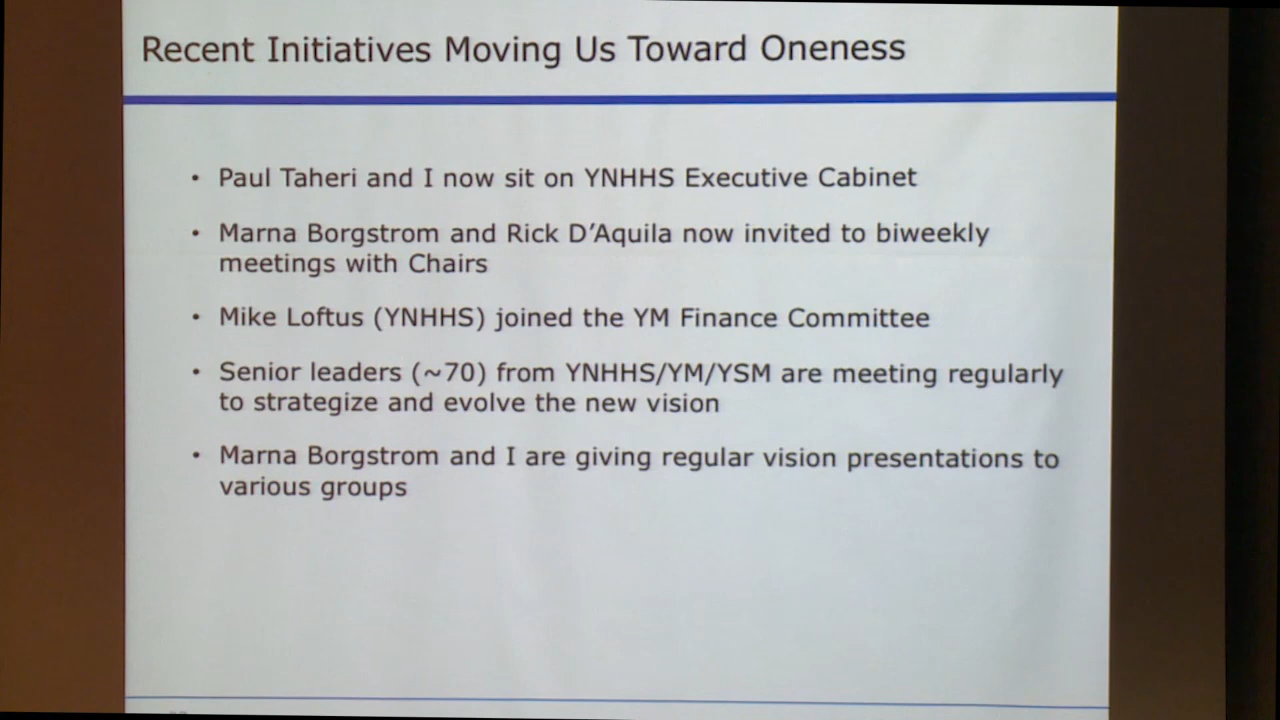 Recent Initiatives Moving Us Toward Oneness
• Paul Taheri and I now sit on YNHHS Executive Cabinet
• Marna Borgstrom and Rick D’Aquila now invited to biweekly
meetings with Chairs
• Mike Loftus (YNHHS) joined the YM Finance Committee
• Senior leaders (~70) from YNHHS/YM/YSM are meeting regularly
to strategize and evolve the new vision
• Marna Borgstrom and I are giving regular vision presentations to
various groups